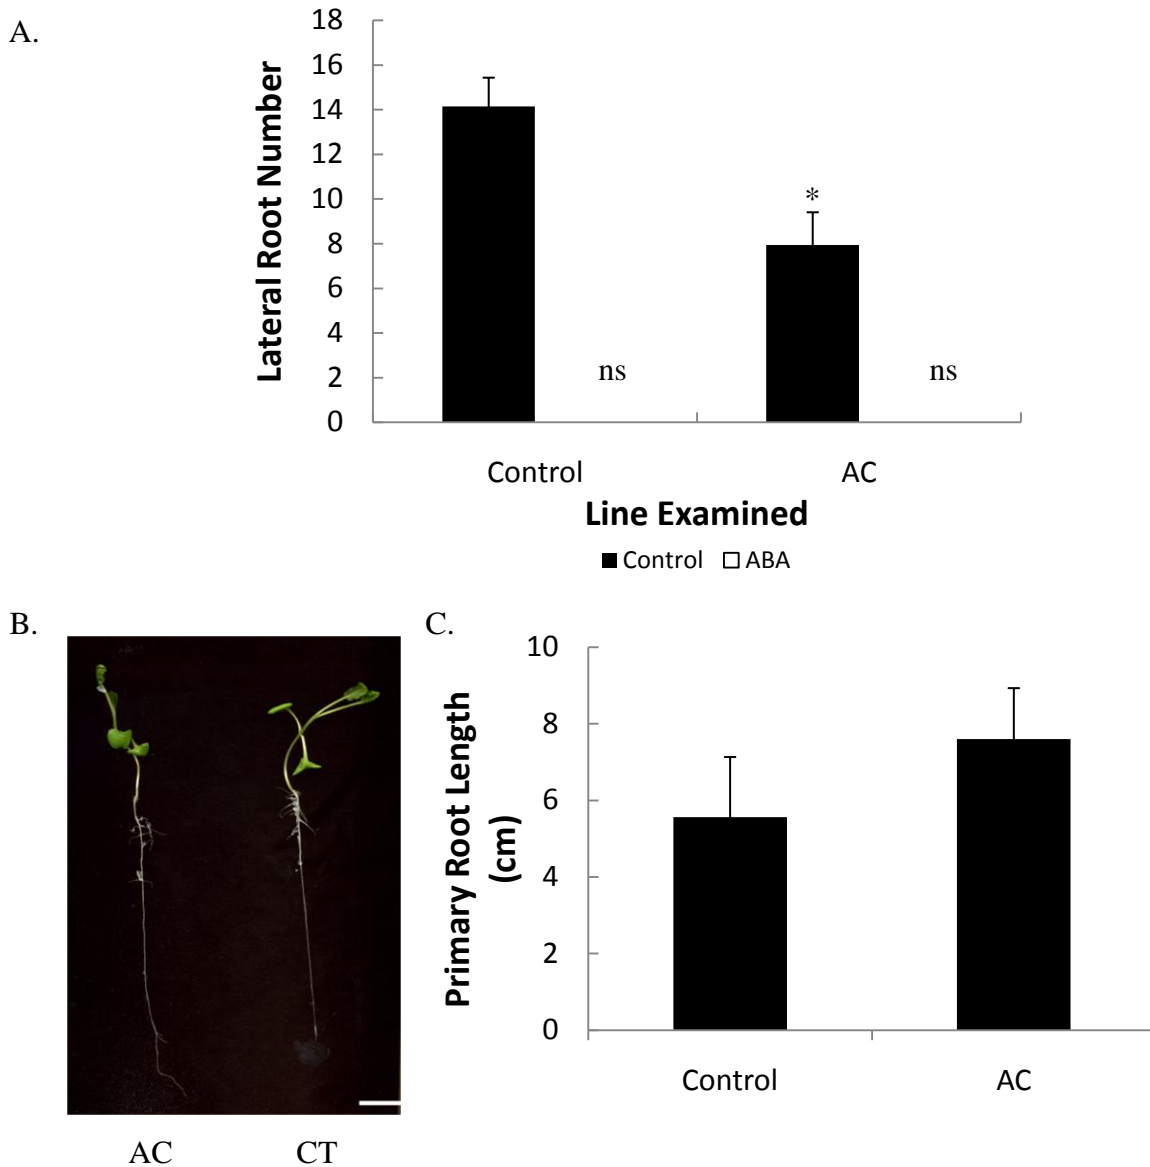 A.
Lateral Root Number
18
16
14
12
10
8
6
4
2
0
*
ns
ns
Control
AC
Line Examined
Control
ABA
B.
AC
CT
C.
Primary Root Length
(cm)
10
8
6
4
2
0
Control
AC